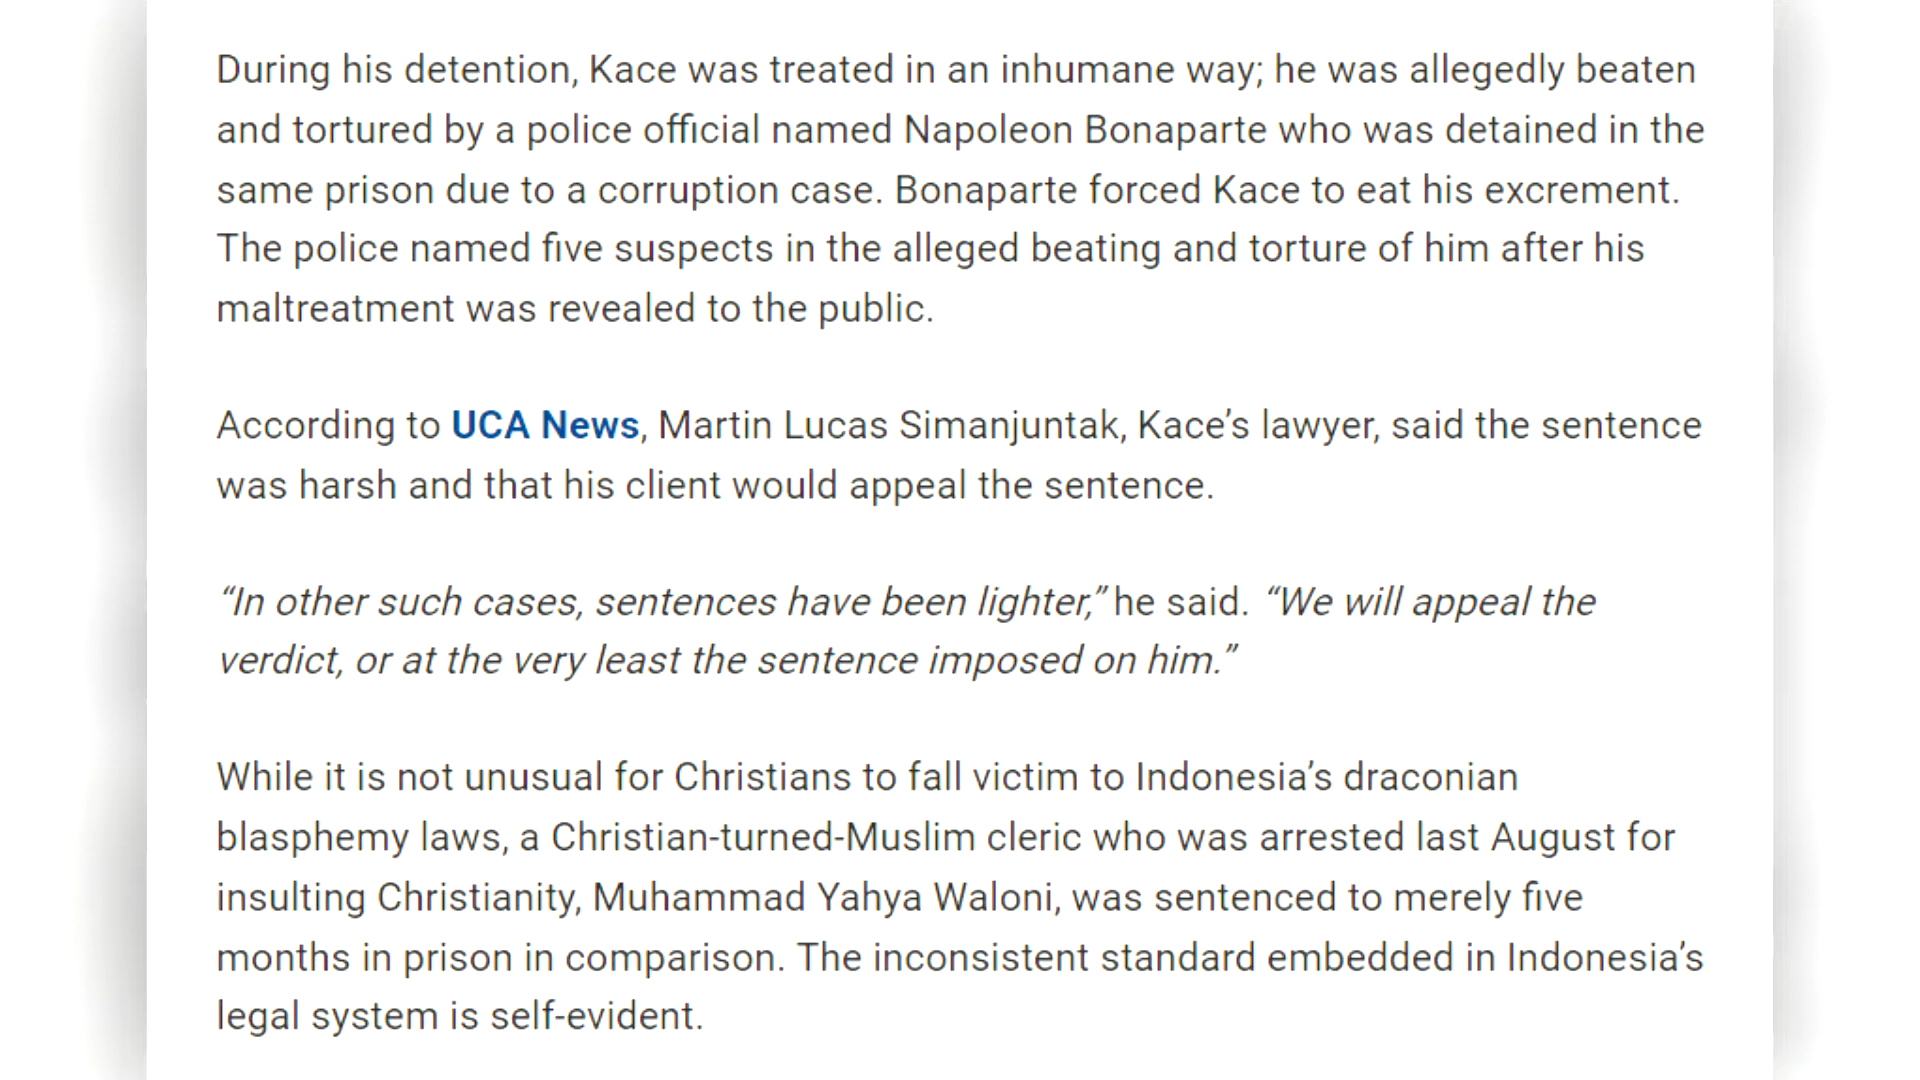 During his detention, Kace was treated in an inhumane way; he was allegedly beaten
and tortured by a police official named Napoleon Bonaparte who was detained in the
same prison due to a corruption case. Bonaparte forced Kace to eat his excrement.
The police named five suspects in the alleged beating and torture of him after his
maltreatment was revealed to the public.
According to UCA News, Martin Lucas Simanjuntak, Kace’s lawyer, said the sentence
was harsh and that his client would appeal the sentence.
“In other such cases, sentences have been lighter,” he said. “We will appeal the
verdict, or at the very least the sentence imposed on him.”
While it is not unusual for Christians to fall victim to Indonesia’s draconian
blasphemy laws, a Christian-turned-Muslim cleric who was arrested last August for
insulting Christianity, Muhammad Yahya Waloni, was sentenced to merely five
months in prison in comparison. The inconsistent standard embedded in Indonesia’s
legal system is self-evident.